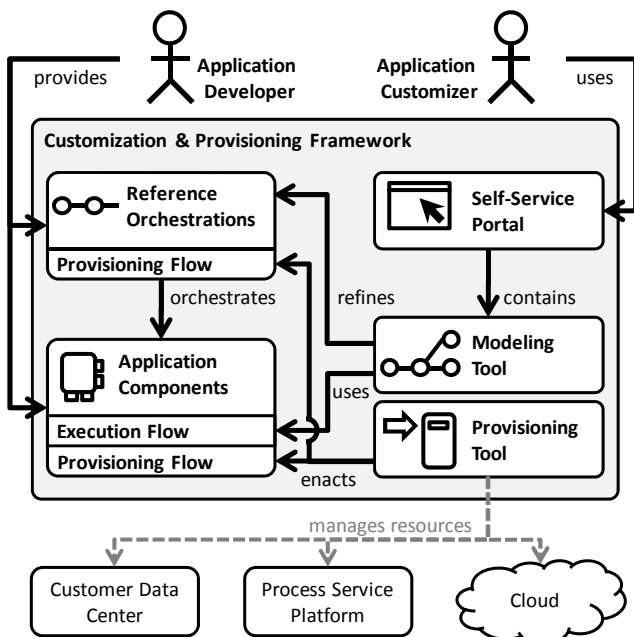 provides
Application
Developer
Application
Customizer
uses
Customization & Provisioning Framework
Reference
Orchestrations
Provisioning Flow
Self-Service
Portal
orchestrates
refines
contains
Application
Components
Execution Flow
Provisioning Flow
uses
Modeling
Tool
Provisioning
Tool
enacts
manages resources
Customer Data
Center
Process Service
Platform
Cloud